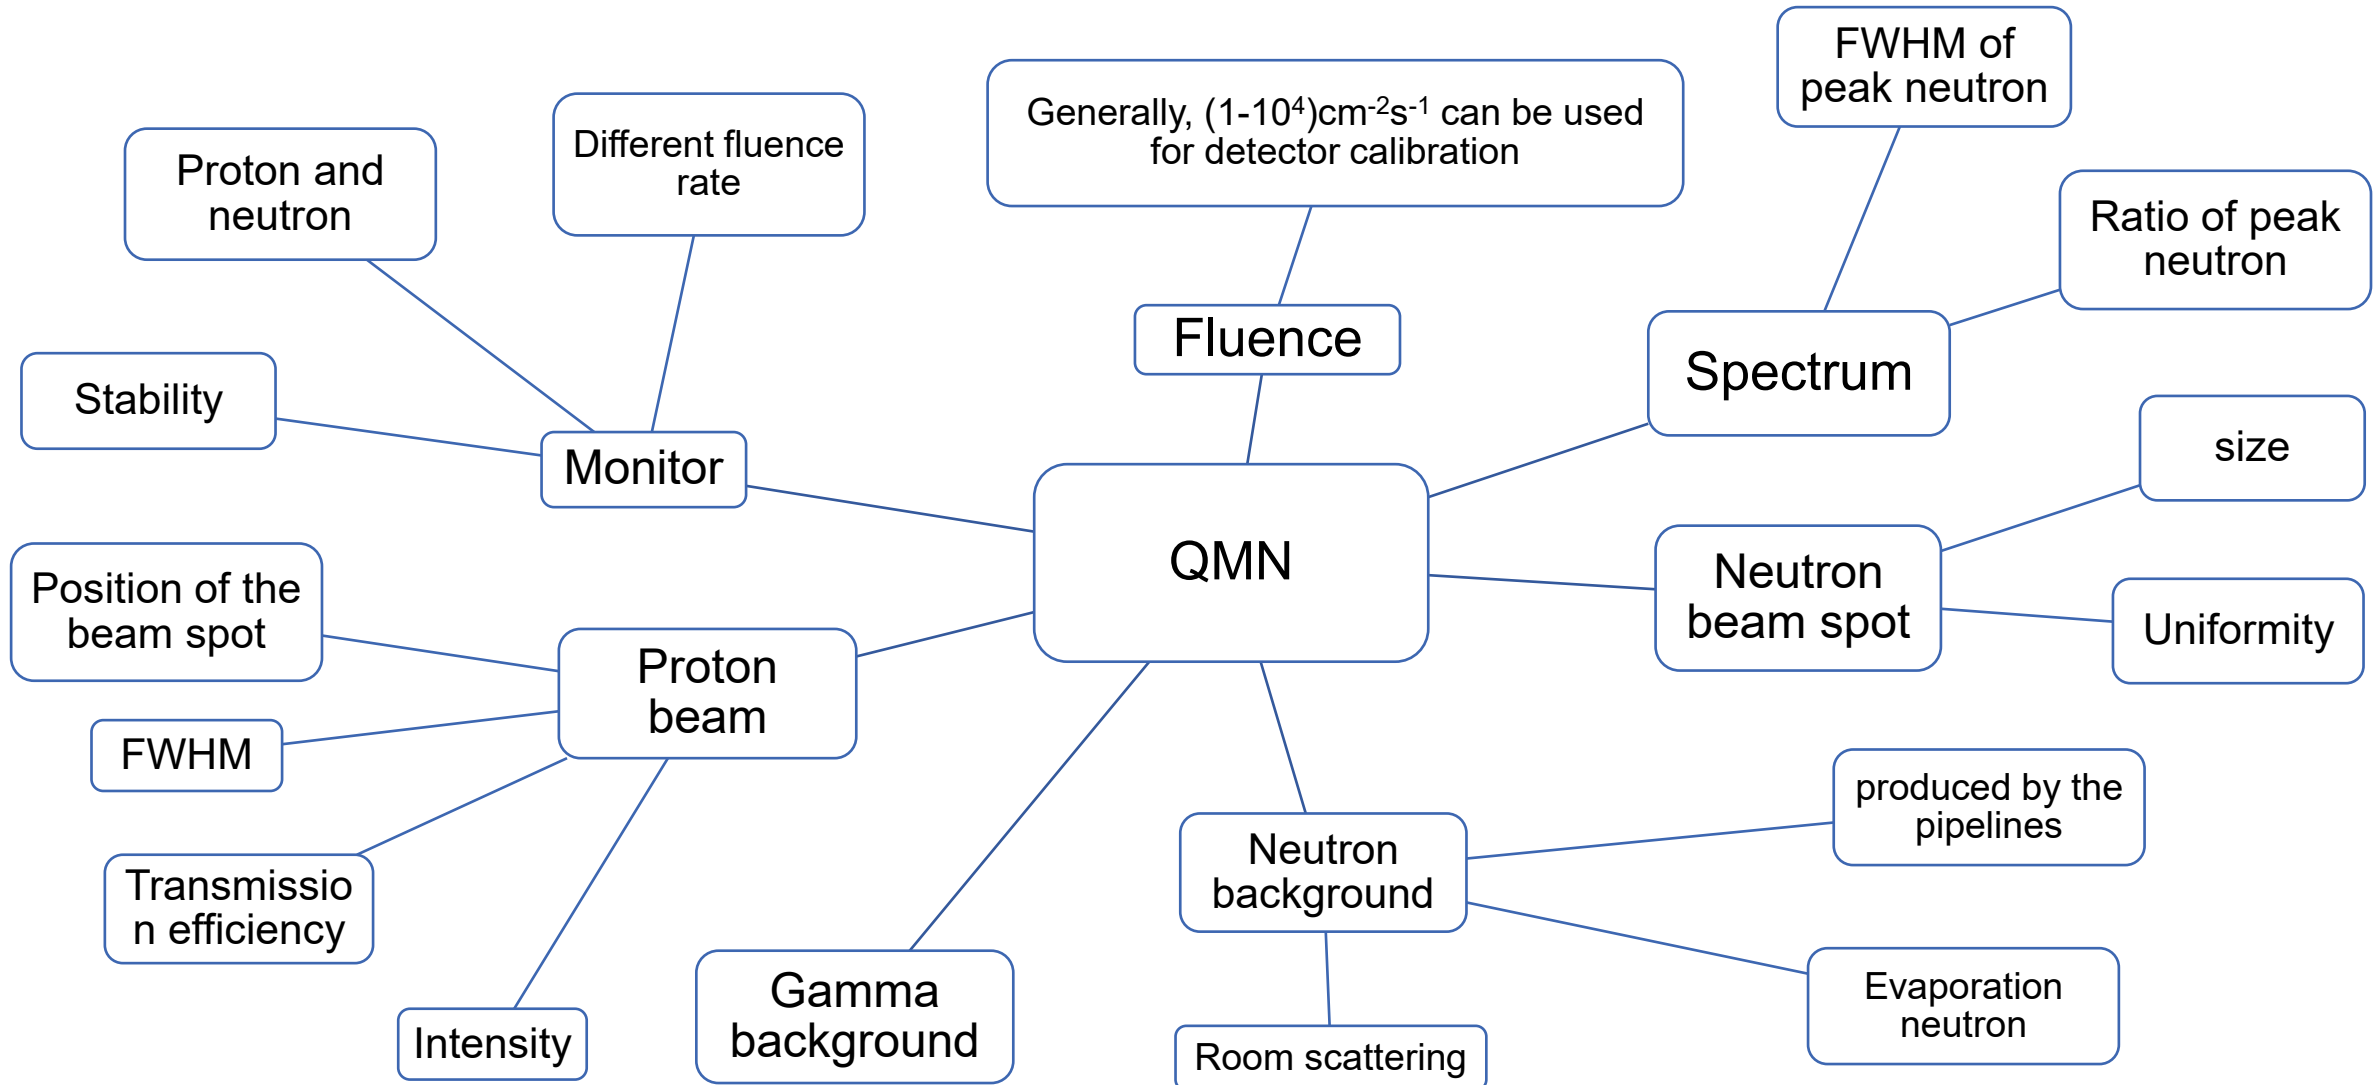 FWHM of
peak neutron
Generally, (1-10⁴)cm⁻²s⁻¹ can be used
for detector calibration
Different fluence
rate
Proton and
neutron
Ratio of peak
neutron
Fluence
Spectrum
Stability
Monitor
size
QMN
Neutron
beam spot
Uniformity
Position of the
beam spot
Proton
beam
FWHM
produced by the
pipelines
Neutron
background
Transmissio
n efficiency
Gamma
background
Evaporation
neutron
Intensity
Room scattering